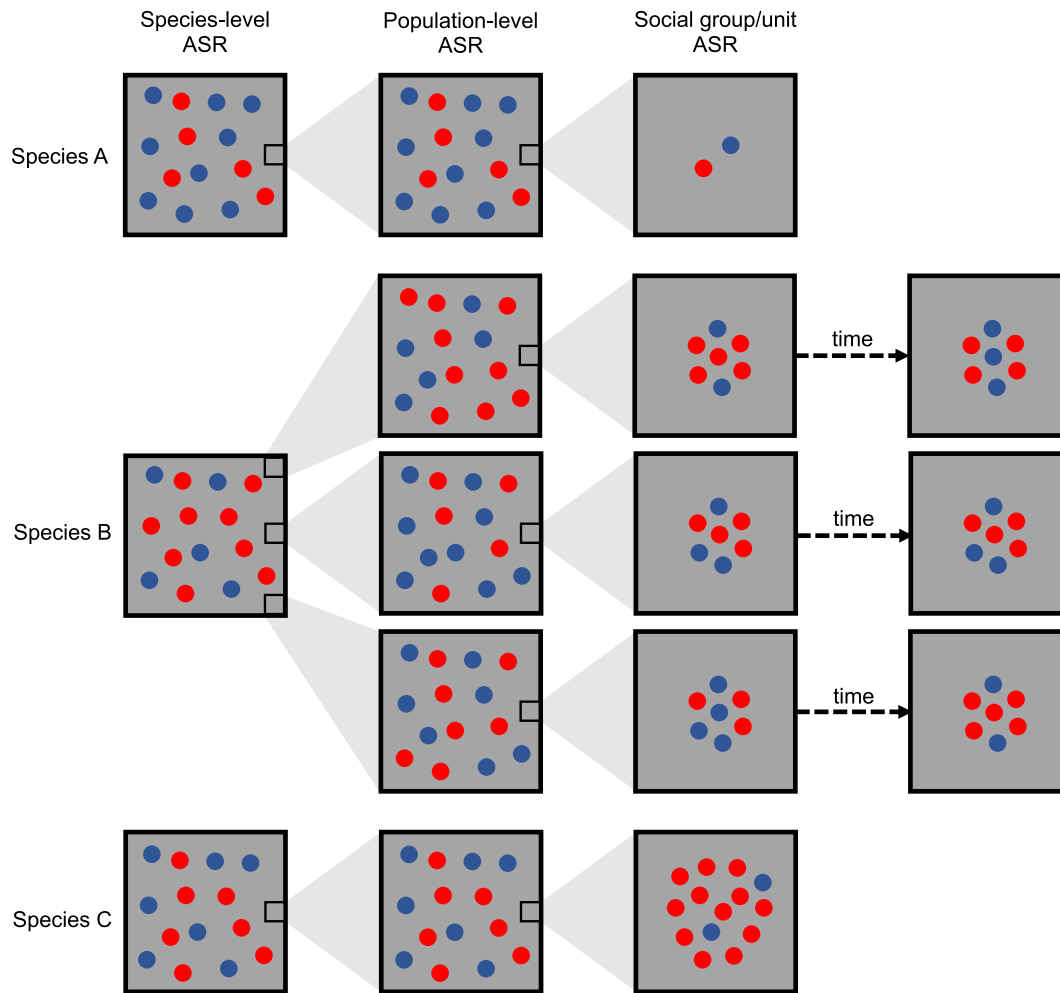 Species-level
ASR
Population-level
ASR
Social group/unit
ASR
Species A
time
Species B
time
time
Species C